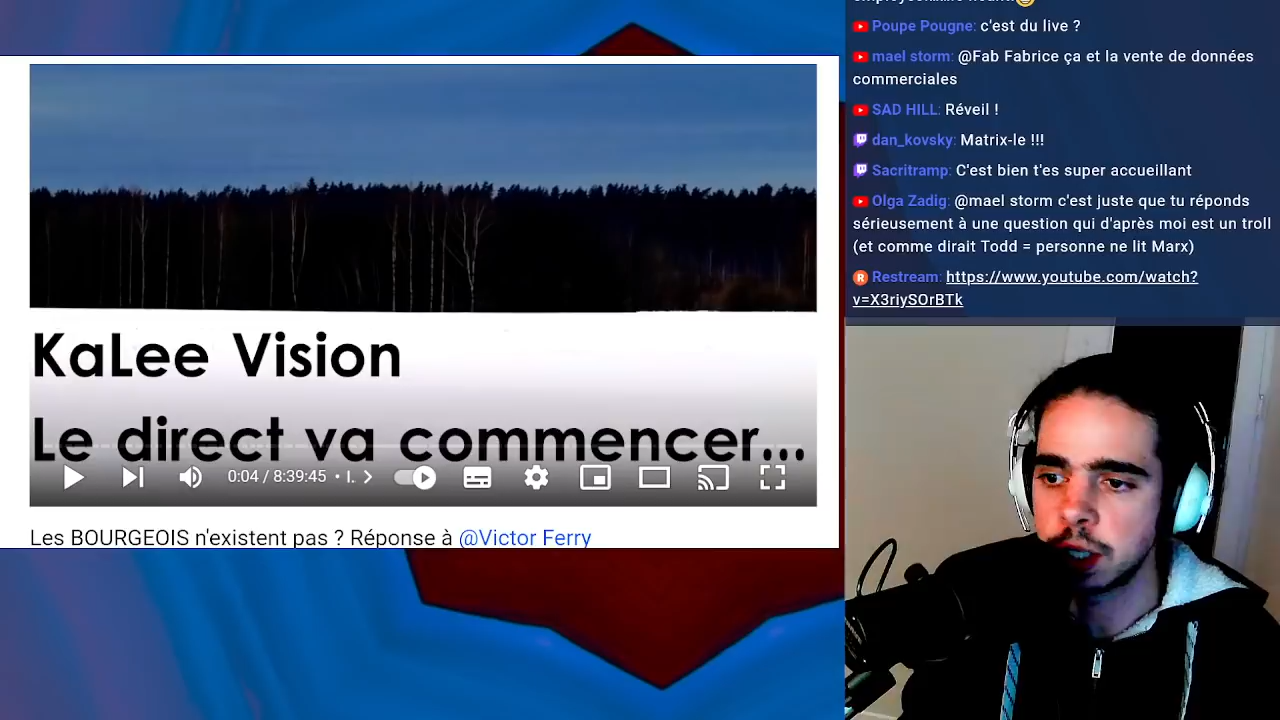 KaLee Vision
Le direct va commencer...
0:04 / 8:39:45 •
Les BOURGEOIS n'existent pas ? Réponse à @Victor Ferry
Poupe Pougne: c'est du live ?
mael storm: @Fab Fabrice ça et la vente de données
commerciales
SAD HILL: Réveil !
dan_kovsky: Matrix-le !!!
Sacritramp: C'est bien t'es super accueillant
Olga Zadig: @mael storm c'est juste que tu réponds
sérieusement à une question qui d'après moi est un troll
(et comme dirait Todd = personne ne lit Marx)
Restream: https://www.youtube.com/watch?
v=X3riySOrBTk